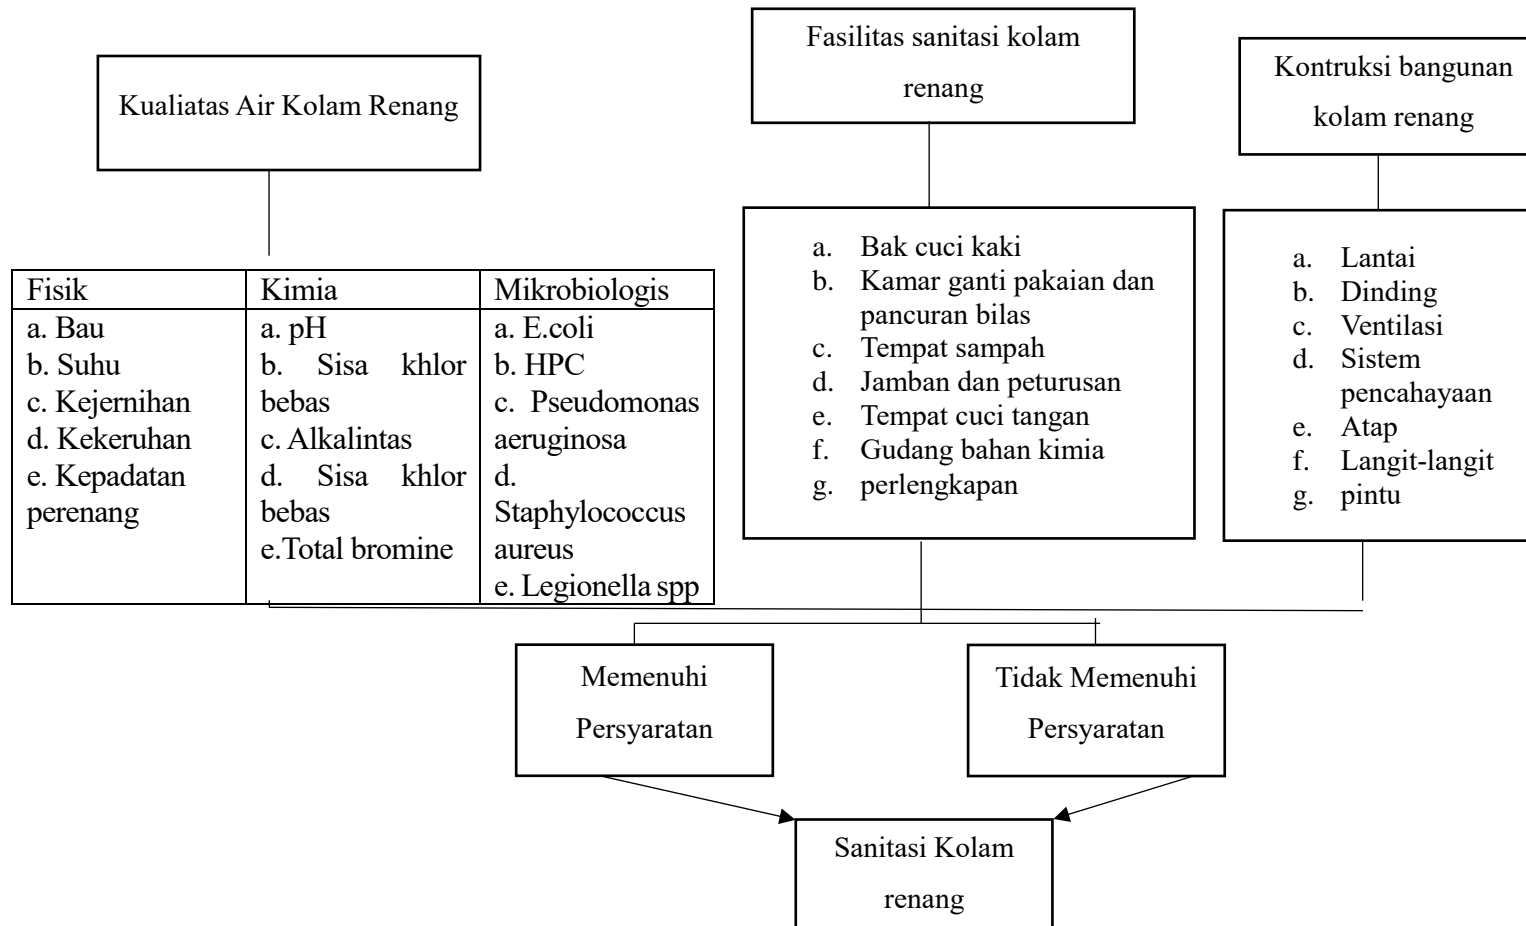 Kualiatas Air Kolam Renang
Fasilitas sanitasi kolam
renang
Kontruksi bangunan
kolam renang
Fisik
a. Bau
b. Suhu
c. Kejernihan
d. Kekeruhan
e. Kepadatan
perenang
Kimia
a. pH
b. Sisa khlor
bebas
c. Alkalintas
d. Sisa khlor
bebas
e.Total bromine
Mikrobiologis
a. E.coli
b. HPC
c. Pseudomonas
aeruginosa
d.
Staphylococcus
aureus
e. Legionella spp
a. Bak cuci kaki
b. Kamar ganti pakaian dan
pancuran bilas
c. Tempat sampah
d. Jamban dan peturusan
e. Tempat cuci tangan
f. Gudang bahan kimia
g. perlengkapan
a. Lantai
b. Dinding
c. Ventilasi
d. Sistem
pencahayaan
e. Atap
f. Langit-langit
g. pintu
Memenuhi
Persyaratan
Tidak Memenuhi
Persyaratan
Sanitasi Kolam
renang